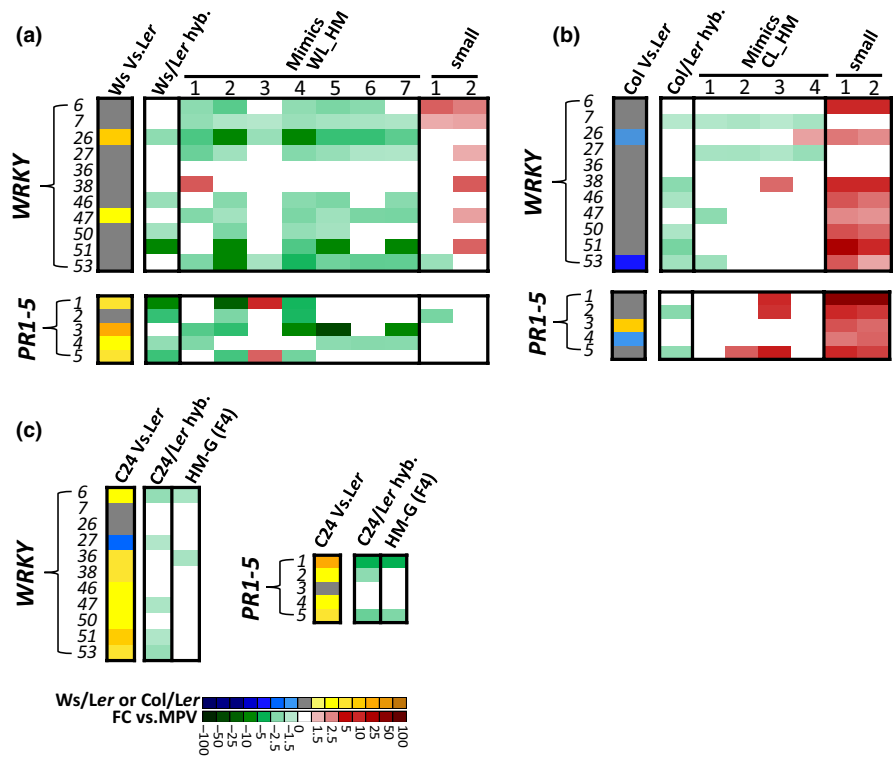 (a)
Ws Vs.Ler
Ws/Ler hyb.
Mimics
WL_HM
small
1 2 3 4 5 6 7 1 2
WRKY
6
7
26
27
36
38
46
47
50
51
53
PR1-5
1
2
3
4
5
(b)
Col Vs.Ler
Col/Ler hyb.
Mimics
CL_HM
small
1 2 3 4 1 2
WRKY
6
7
26
27
36
38
46
47
50
51
53
PR1-5
1
2
3
4
5
(c)
C24 Vs.Ler
C24/Ler hyb.
HM-G (F4)
WRKY
6
7
26
27
36
38
46
47
50
51
53
C24 Vs.Ler
C24/Ler hyb.
HM-G (F4)
PR1-5
1
2
3
4
5
Ws/Ler or Col/Ler
FC vs.MPV
−100 −50 −25 −10 −5 −2.5 −1.5 0 1.5 2.5 5 10 25 50 100